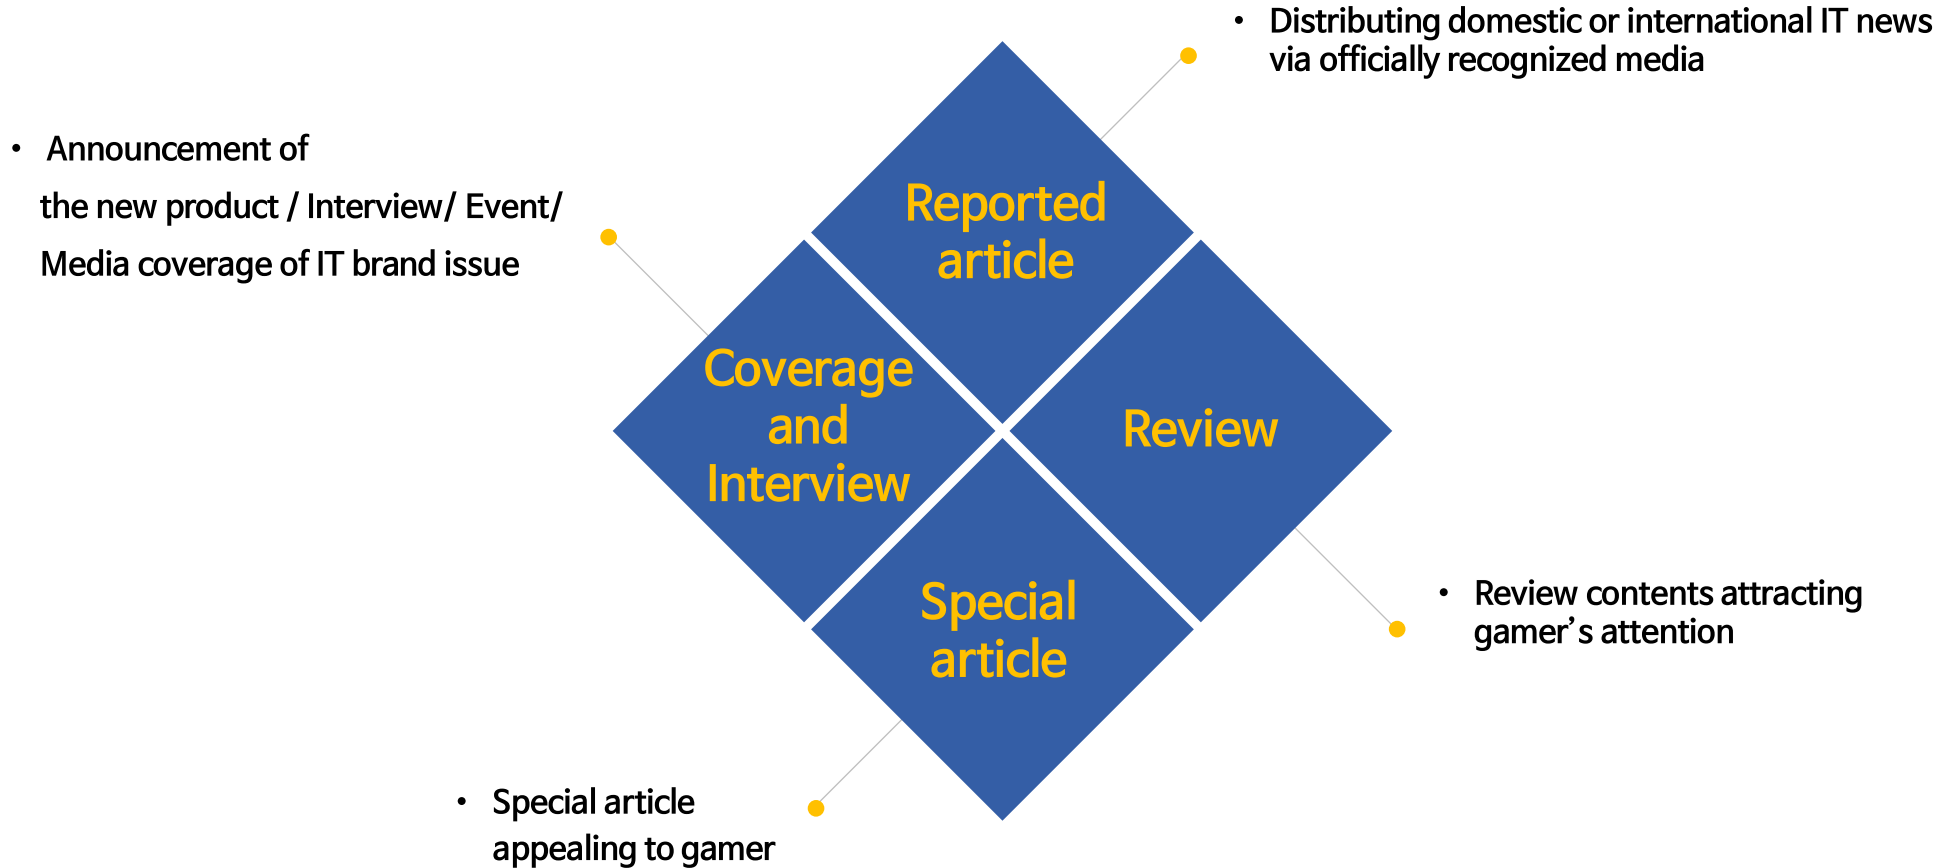 • Distributing domestic or international IT news
via officially recognized media
• Announcement of
the new product / Interview/ Event/
Media coverage of IT brand issue
Reported
article
Coverage
and
Interview
Review
Special
article
• Review contents attracting
gamer’s attention
• Special article
appealing to gamer